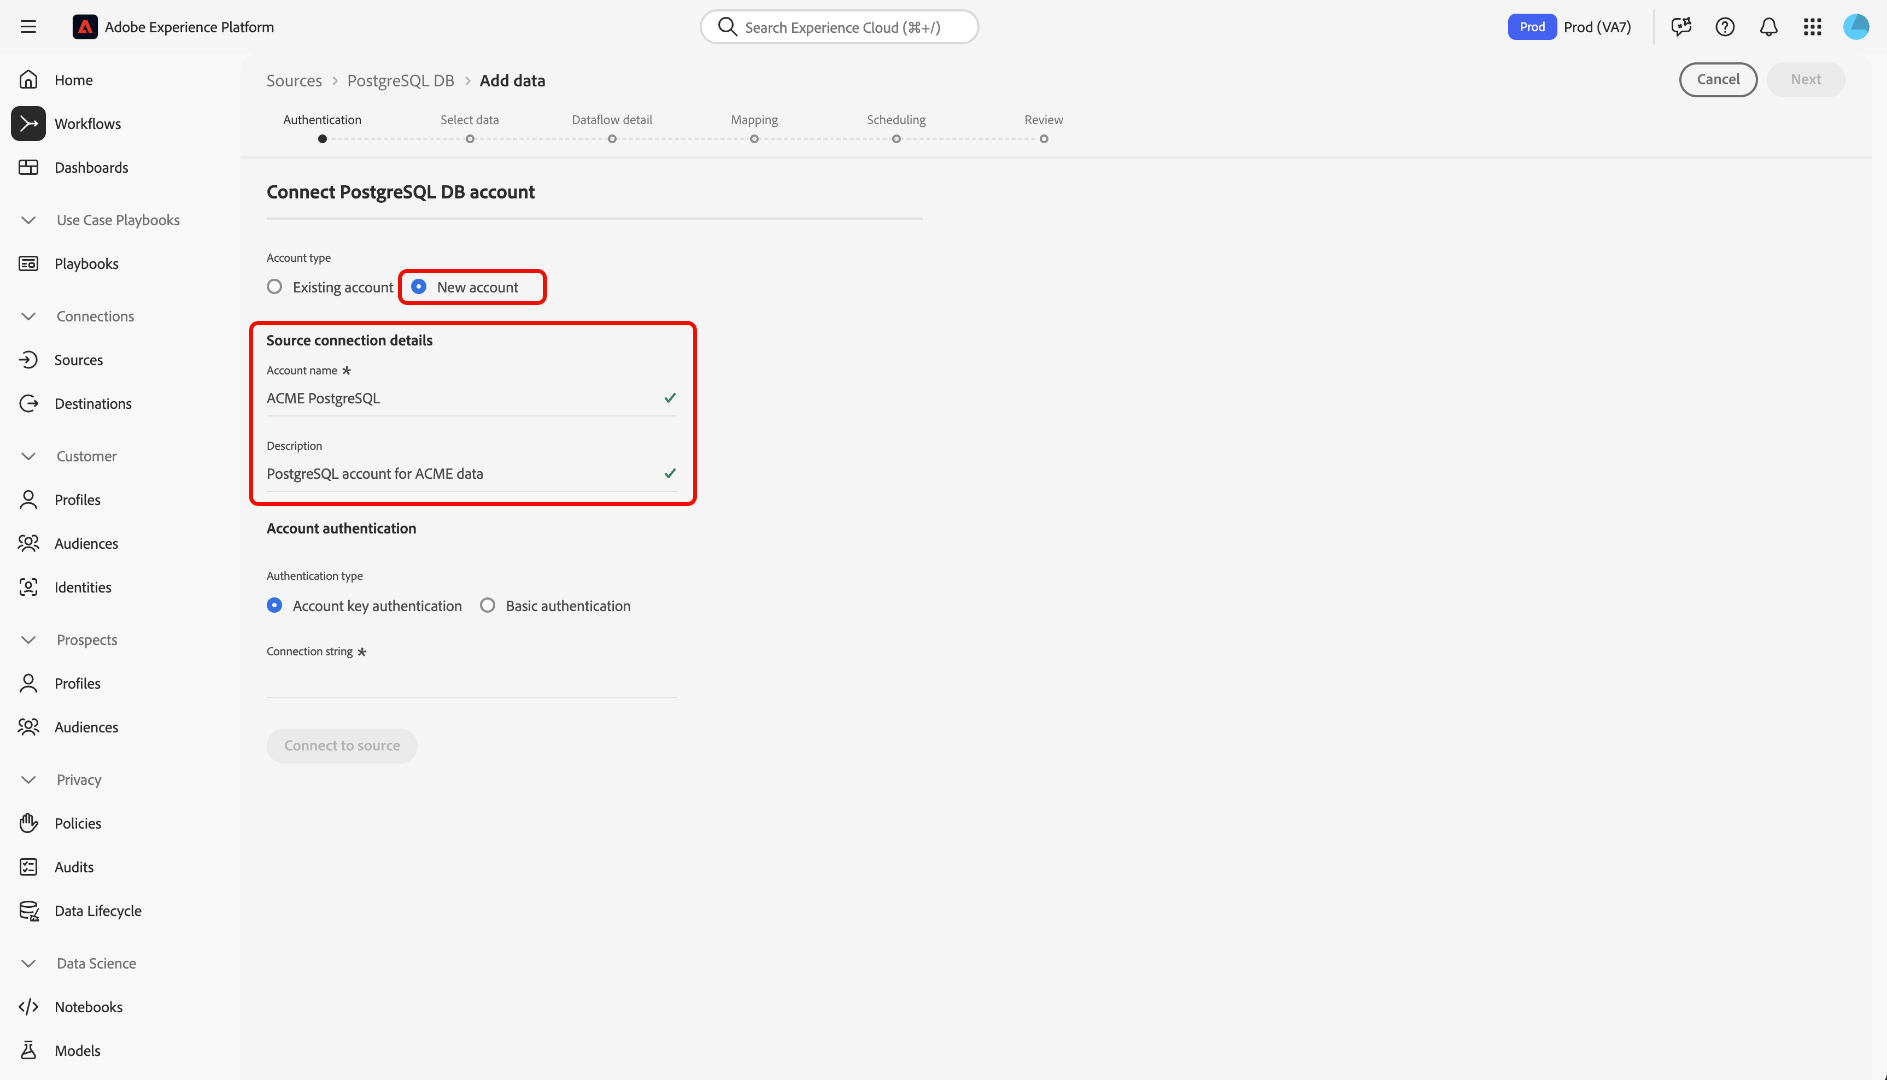 Adobe Experience Platform
Search Experience Cloud (⌘+/)
Prod
Prod (VA7)
Home
Workflows
Dashboards
Use Case Playbooks
Playbooks
Connections
Sources
Destinations
Customer
Profiles
Audiences
Identities
Prospects
Profiles
Audiences
Privacy
Policies
Audits
Data Lifecycle
Data Science
Notebooks
Models
Sources > PostgreSQL DB > Add data
Cancel
Next
Authentication
Select data
Dataflow detail
Mapping
Scheduling
Review
Connect PostgreSQL DB account
Account type
Existing account
New account
Source connection details
Account name *
ACME PostgreSQL
Description
PostgreSQL account for ACME data
Account authentication
Authentication type
Account key authentication
Basic authentication
Connection string *
Connect to source